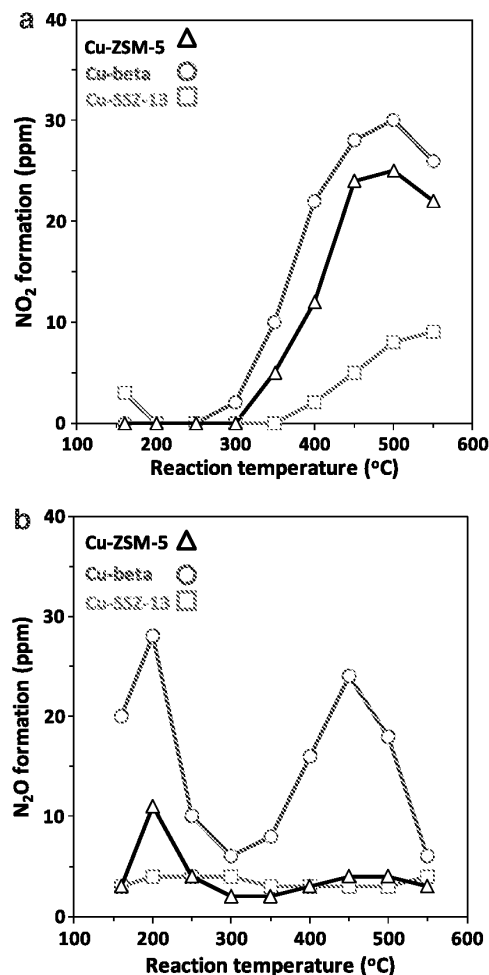 a
40
30
20
10
0
NO₂ formation (ppm)
Cu-ZSM-5
Cu-beta
Cu-SSZ-13
100 200 300 400 500 600
Reaction temperature (°C)
b
40
30
20
10
0
N₂O formation (ppm)
Cu-ZSM-5
Cu-beta
Cu-SSZ-13
100 200 300 400 500 600
Reaction temperature (°C)